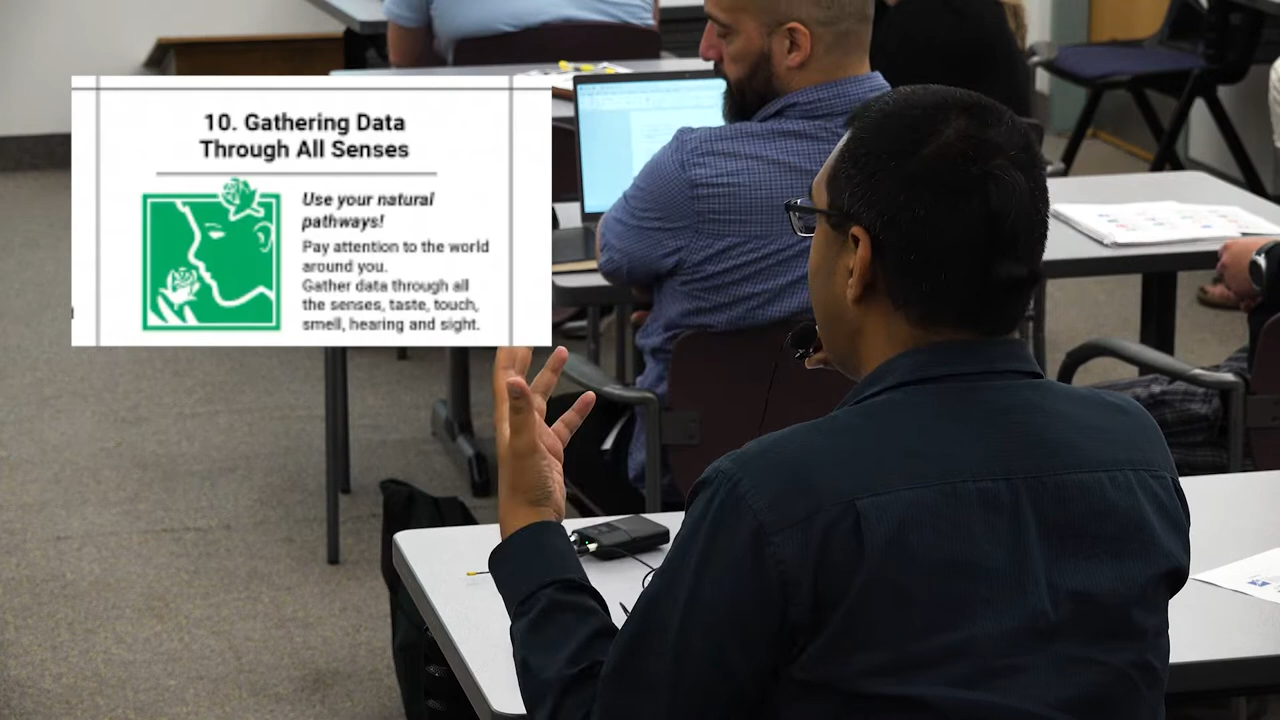 10. Gathering Data
Through All Senses
Use your natural
pathways!
Pay attention to the world
around you.
Gather data through all
the senses, taste, touch,
smell, hearing and sight.